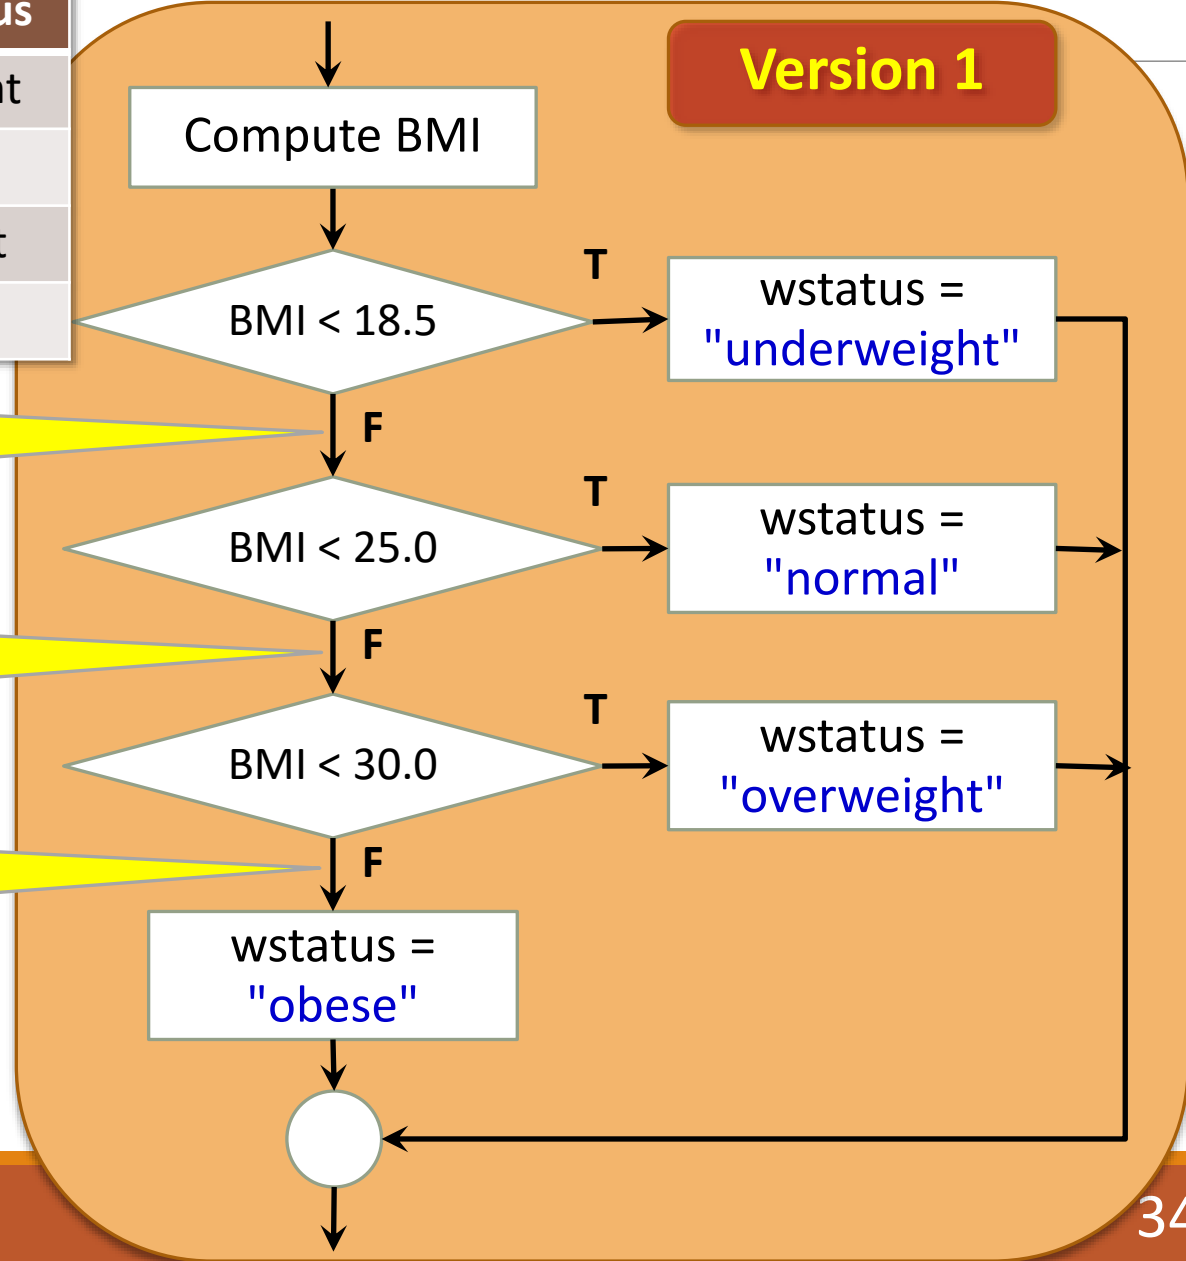 Version 1
Compute BMI
BMI < 18.5
T
wstatus =
"underweight"
F
BMI < 25.0
T
wstatus =
"normal"
F
BMI < 30.0
T
wstatus =
"overweight"
F
wstatus =
"obese"
34